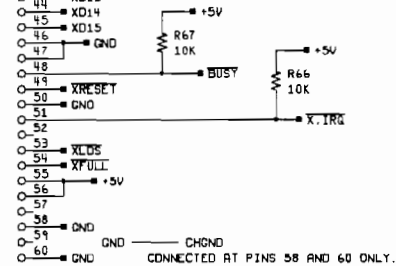 44 XD14 +5V
45 XD15 R67
46 GND 10K +5V
47
48 BUSY R66
49 XRESET 10K
50 GND
51 X.IRQ
52
53 XLDS
54 XFULL
55 +5V
56
57
58 GND
59 GND CHGND
60 GND CONNECTED AT PINS 58 AND 60 ONLY.